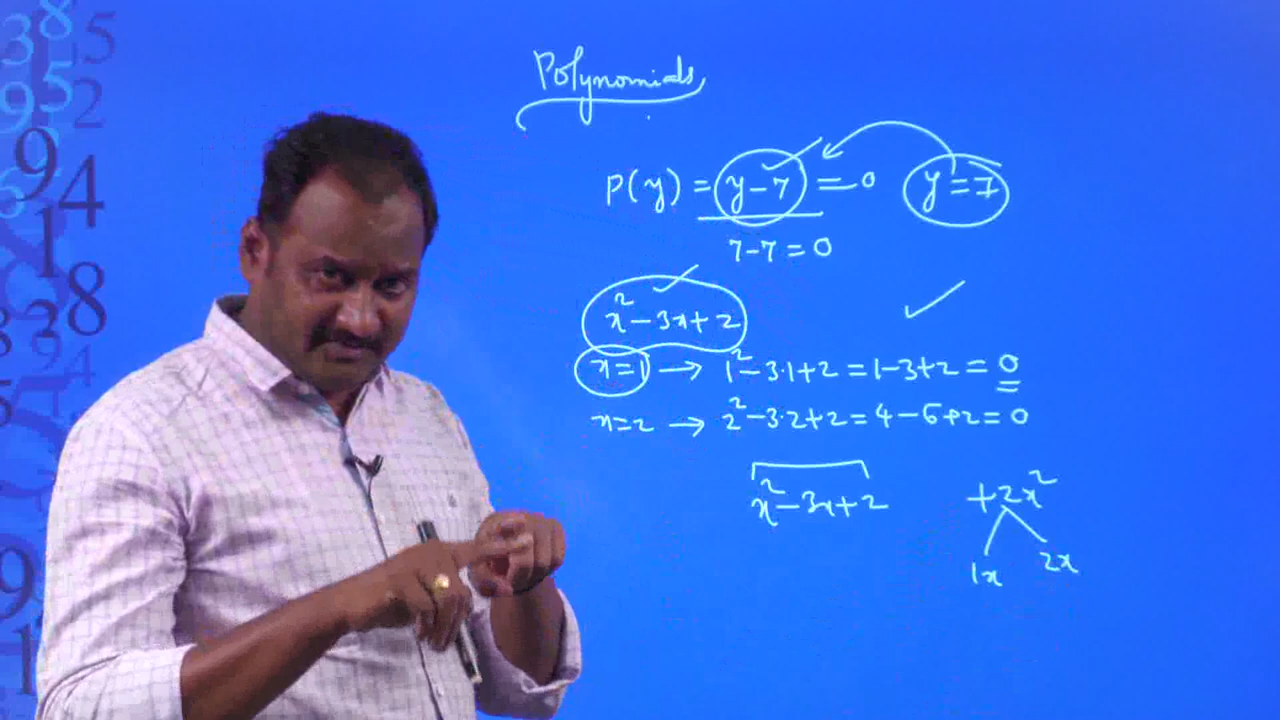 Polynomials
P(y) = y - 7 = 0 y = 7
7 - 7 = 0
x² - 3x + 2
x = 1 → 1² - 3·1 + 2 = 1 - 3 + 2 = 0
x = 2 → 2² - 3·2 + 2 = 4 - 6 + 2 = 0
x² - 3x + 2 + 2x²
1x 2x